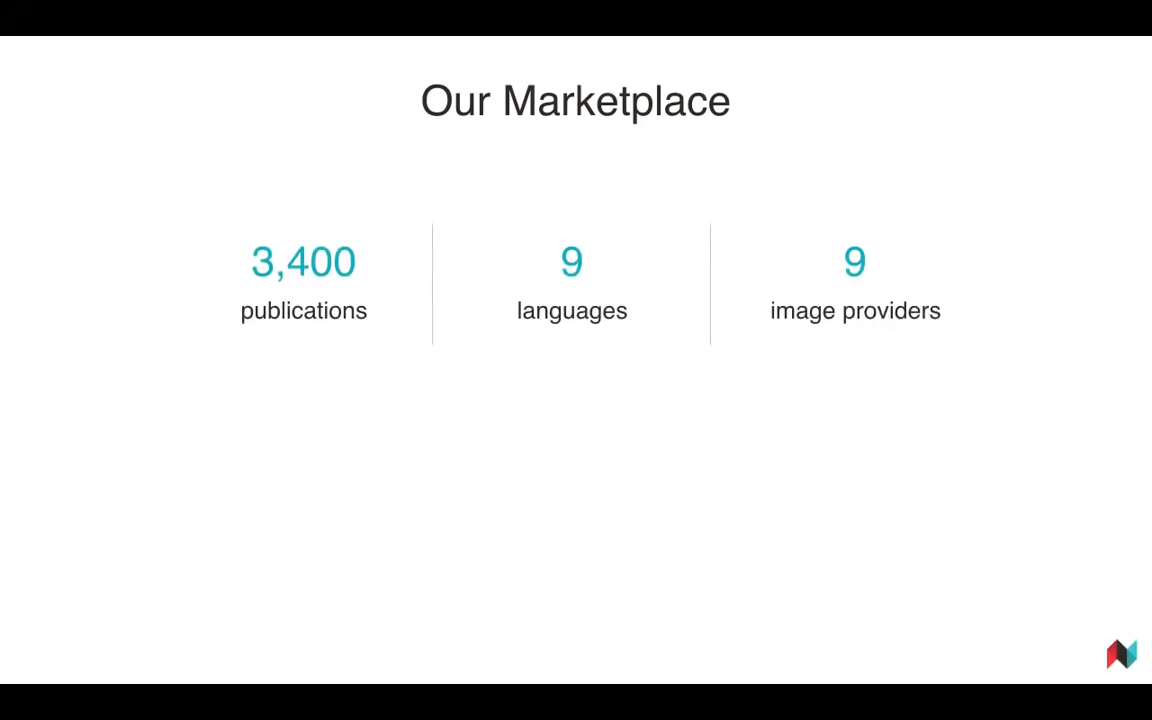 Our Marketplace
3,400
publications
9
languages
9
image providers